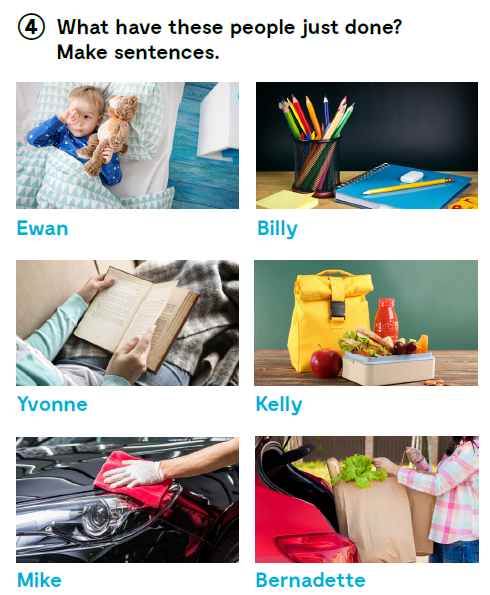 4 What have these people just done?
Make sentences.
Ewan
Billy
Yvonne
Kelly
Mike
Bernadette